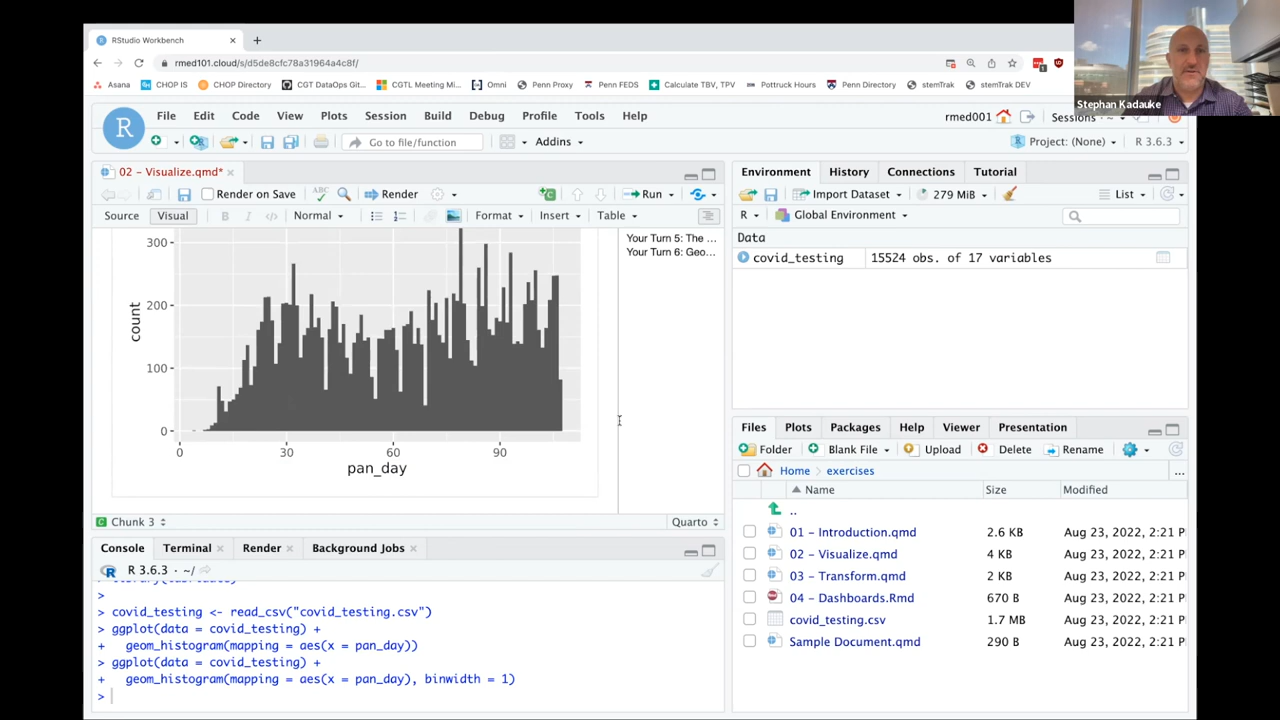 RStudio Workbench
rmed101.cloud/s/d5de8cfc78a31964a4c8f/
Asana CHOP IS CHOP Directory CGT DataOps Git... CGTL Meeting Mi... Omni Penn Proxy Penn FEDS Calculate TBV, TPV Pottruck Hours Penn Directory stemTrak stemTrak DEV
Stephan Kadauke
File Edit Code View Plots Session Build Debug Profile Tools Help
rmed001 Sessions
Go to file/function Addins
Project: (None) R 3.6.3
02 - Visualize.qmd*
Render on Save Render Run
Source Visual B I </> Normal Format Insert Table
300
200
100
0
count
0 30 60 90
pan_day
Your Turn 5: The ...
Your Turn 6: Geo...
Chunk 3 Quarto
Console Terminal Render Background Jobs
R 3.6.3 · ~/
>
> covid_testing <- read_csv("covid_testing.csv")
> ggplot(data = covid_testing) +
+ geom_histogram(mapping = aes(x = pan_day))
> ggplot(data = covid_testing) +
+ geom_histogram(mapping = aes(x = pan_day), binwidth = 1)
>
Environment History Connections Tutorial
Import Dataset 279 MiB List
R Global Environment
Data
covid_testing 15524 obs. of 17 variables
Files Plots Packages Help Viewer Presentation
Folder Blank File Upload Delete Rename
Home exercises ...
Name Size Modified
..
01 - Introduction.qmd 2.6 KB Aug 23, 2022, 2:21 P
02 - Visualize.qmd 4 KB Aug 23, 2022, 2:21 P
03 - Transform.qmd 2 KB Aug 23, 2022, 2:21 P
04 - Dashboards.Rmd 670 B Aug 23, 2022, 2:21 P
covid_testing.csv 1.7 MB Aug 23, 2022, 2:21 P
Sample Document.qmd 290 B Aug 23, 2022, 2:21 P